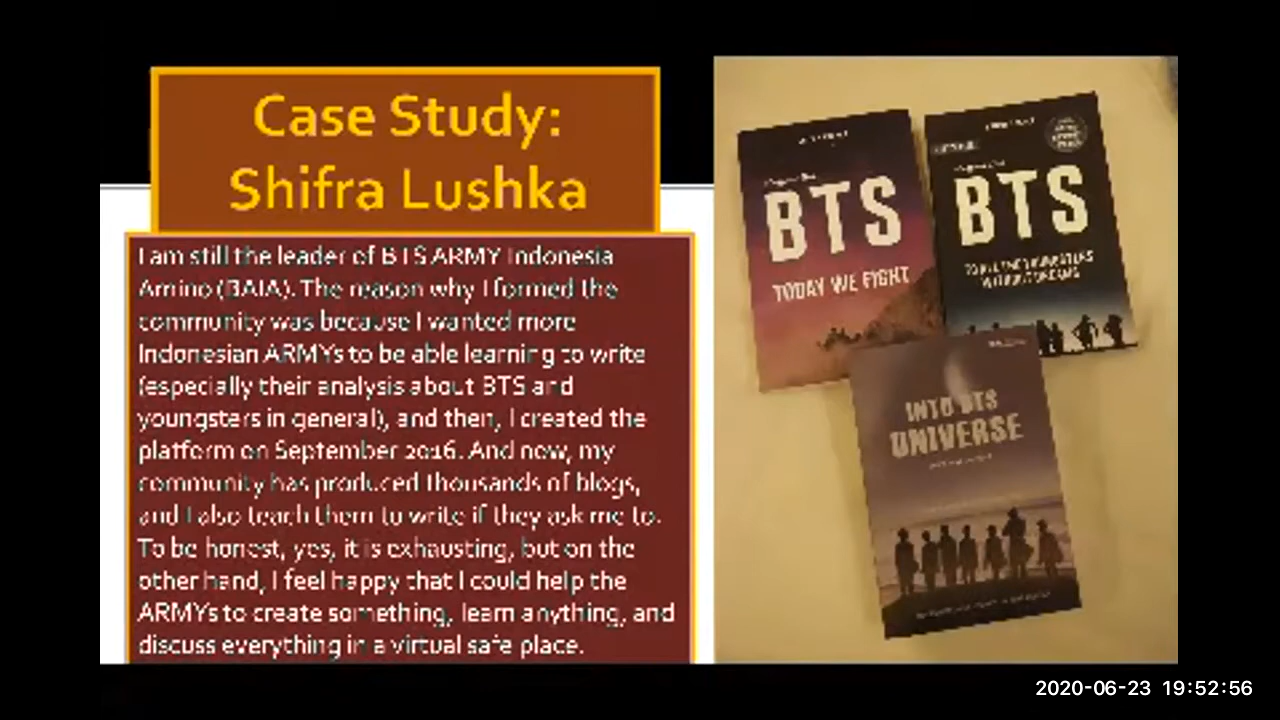 Case Study:
Shifra Lushka
I am still the leader of BTS ARMY Indonesia
Amino (BAIA). The reason why I formed the
community was because I wanted more
Indonesian ARMYs to be able learning to write
(especially their analysis about BTS and
youngsters in general), and then, I created the
platform on September 2016. And now, my
community has produced thousands of blogs,
and I also teach them to write if they ask me to.
To be honest, yes, it is exhausting, but on the
other hand, I feel happy that I could help the
ARMYs to create something, learn anything, and
discuss everything in a virtual safe place.
BTS
TODAY WE FIGHT
BTS
TO ALL THE YOUNGSTERS
WITHOUT DREAMS
INTO BTS
UNIVERSE
2020-06-23 19:52:56